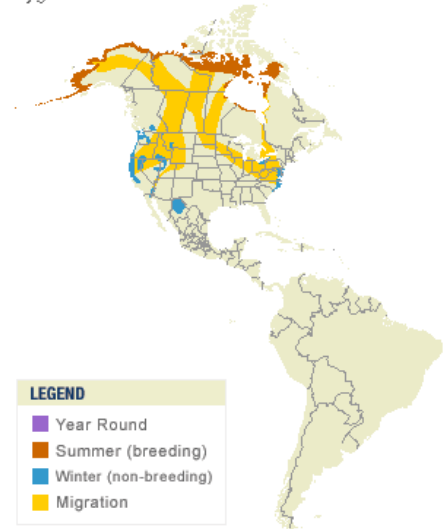 LEGEND
Year Round
Summer (breeding)
Winter (non-breeding)
Migration